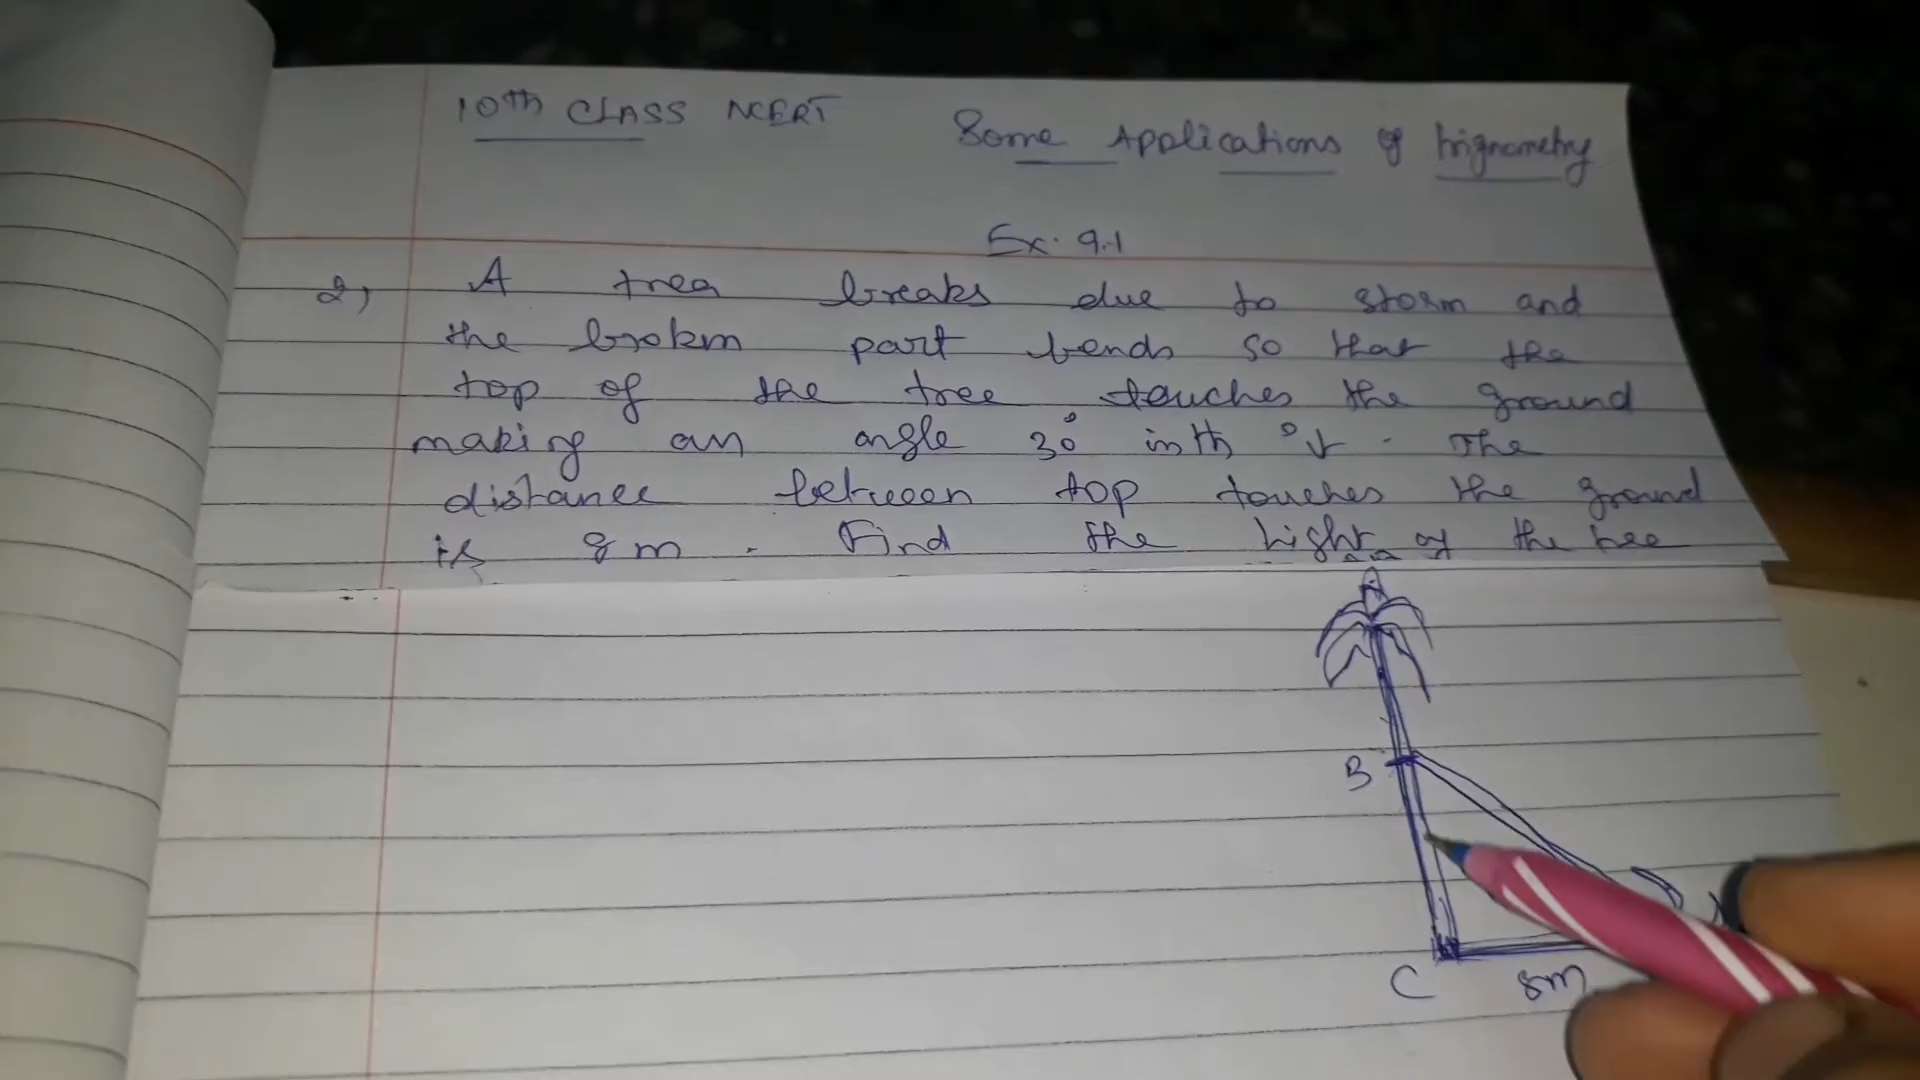 10th CLASS NCERT
Some Applications of trignometry
Ex. 9.1
2, A tree breaks due to storm and
the broken part bends so that the
top of the tree touches the ground
making an angle 30° with it. The
distance between top touches the ground
is 8m. Find the hight of the tree
A
B
C 8m